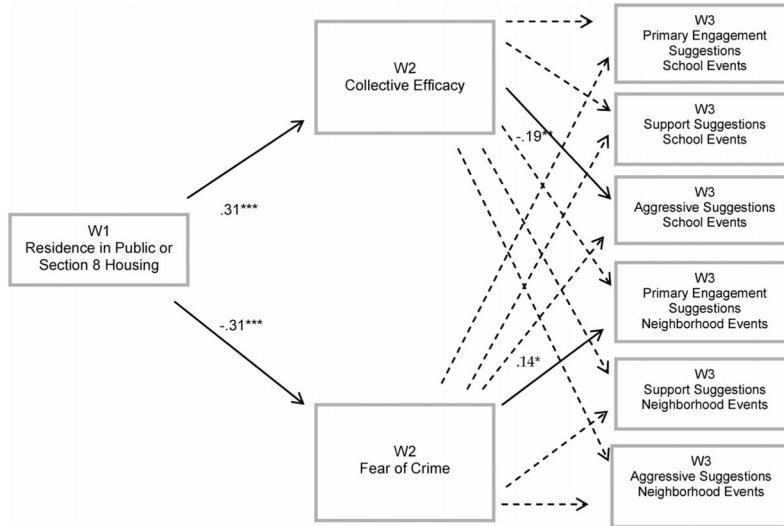 W1
Residence in Public or
Section 8 Housing
.31***
-.31***
W2
Collective Efficacy
W2
Fear of Crime
-.19**
.14*
W3
Primary Engagement
Suggestions
School Events
W3
Support Suggestions
School Events
W3
Aggressive Suggestions
School Events
W3
Primary Engagement
Suggestions
Neighborhood Events
W3
Support Suggestions
Neighborhood Events
W3
Aggressive Suggestions
Neighborhood Events